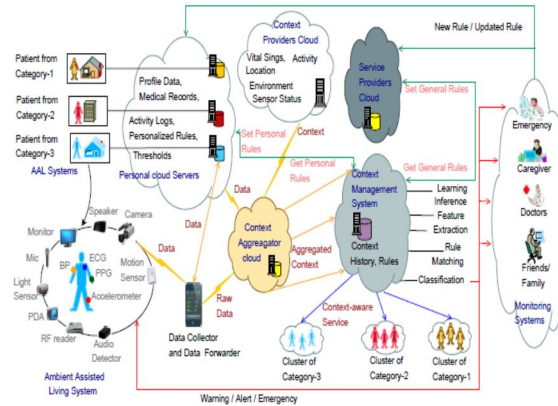 New Rule / Updated Rule
Patient from
Category-1
Patient from
Category-2
Patient from
Category-3
AAL Systems
Profile Data,
Medical Records,
Activity Logs,
Personalized Rules,
Thresholds
Personal cloud Servers
Context
Providers Cloud
Vital Sings, Activity
Location
Environment
Sensor Status
Service
Providers
Cloud
Set General Rules
Set Personal
Rules
Context
Get Personal
Rules
Get General Rules
Emergency
Caregiver
Doctors
Friends/
Family
Monitoring
Systems
Context
Management
System
Context
History, Rules
Learning
Inference
Feature
Extraction
Rule
Matching
Classification
Data
Data
Data
Context
Aggreagator
cloud
Aggregated
Context
Raw
Data
Data Collector
and Data Forwarder
Speaker
Camera
Monitor
Mic
ECG
BP
PPG
Motion
Sensor
Light
Sensor
Accelerometer
PDA
RF reader
Audio
Detector
Ambient Assisted
Living System
Context-aware
Service
Cluster of
Category-3
Cluster of
Category-2
Cluster of
Category-1
Warning / Alert / Emergency